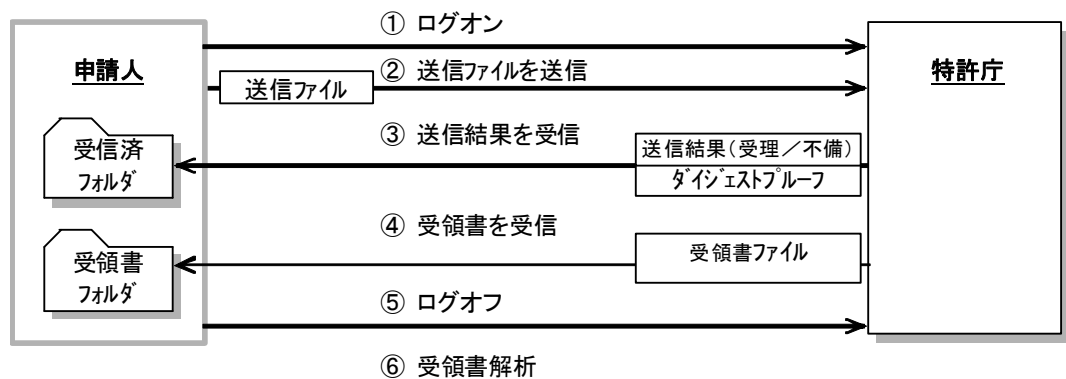 ① ログオン
申請人
特許庁
② 送信ファイルを送信
送信ファイル
③ 送信結果を受信
送信結果(受理／不備)
ダイジェストプルーフ
受信済
フォルダ
④ 受領書を受信
受領書ファイル
受領書
フォルダ
⑤ ログオフ
⑥ 受領書解析